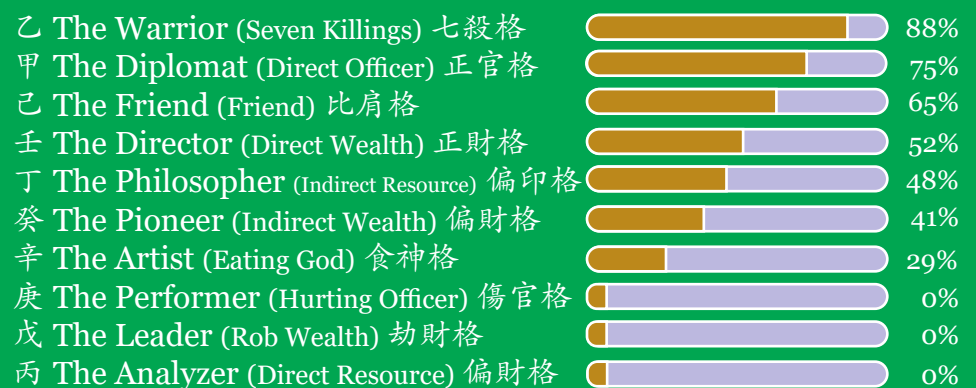 乙 The Warrior (Seven Killings) 七殺格 88%
甲 The Diplomat (Direct Officer) 正官格 75%
己 The Friend (Friend) 比肩格 65%
壬 The Director (Direct Wealth) 正財格 52%
丁 The Philosopher (Indirect Resource) 偏印格 48%
癸 The Pioneer (Indirect Wealth) 偏財格 41%
辛 The Artist (Eating God) 食神格 29%
庚 The Performer (Hurting Officer) 傷官格 0%
戊 The Leader (Rob Wealth) 劫財格 0%
丙 The Analyzer (Direct Resource) 偏財格 0%